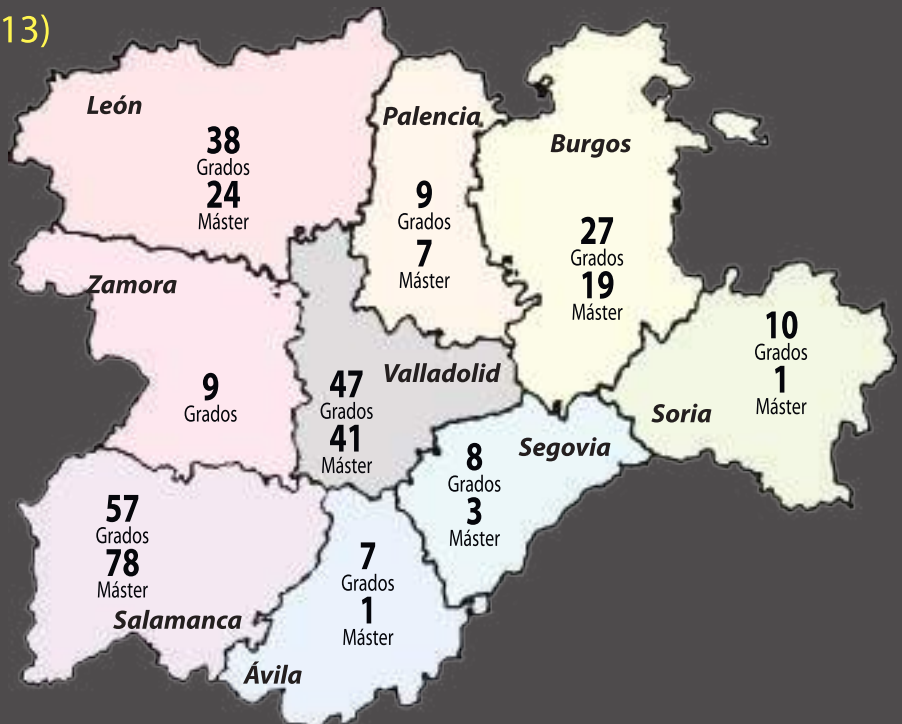 13)
León
38
Grados
24
Máster
Palencia
9
Grados
7
Máster
Burgos
27
Grados
19
Máster
Zamora
9
Grados
Valladolid
47
Grados
41
Máster
Soria
10
Grados
1
Máster
Segovia
8
Grados
3
Máster
57
Grados
78
Máster
Salamanca
7
Grados
1
Máster
Ávila